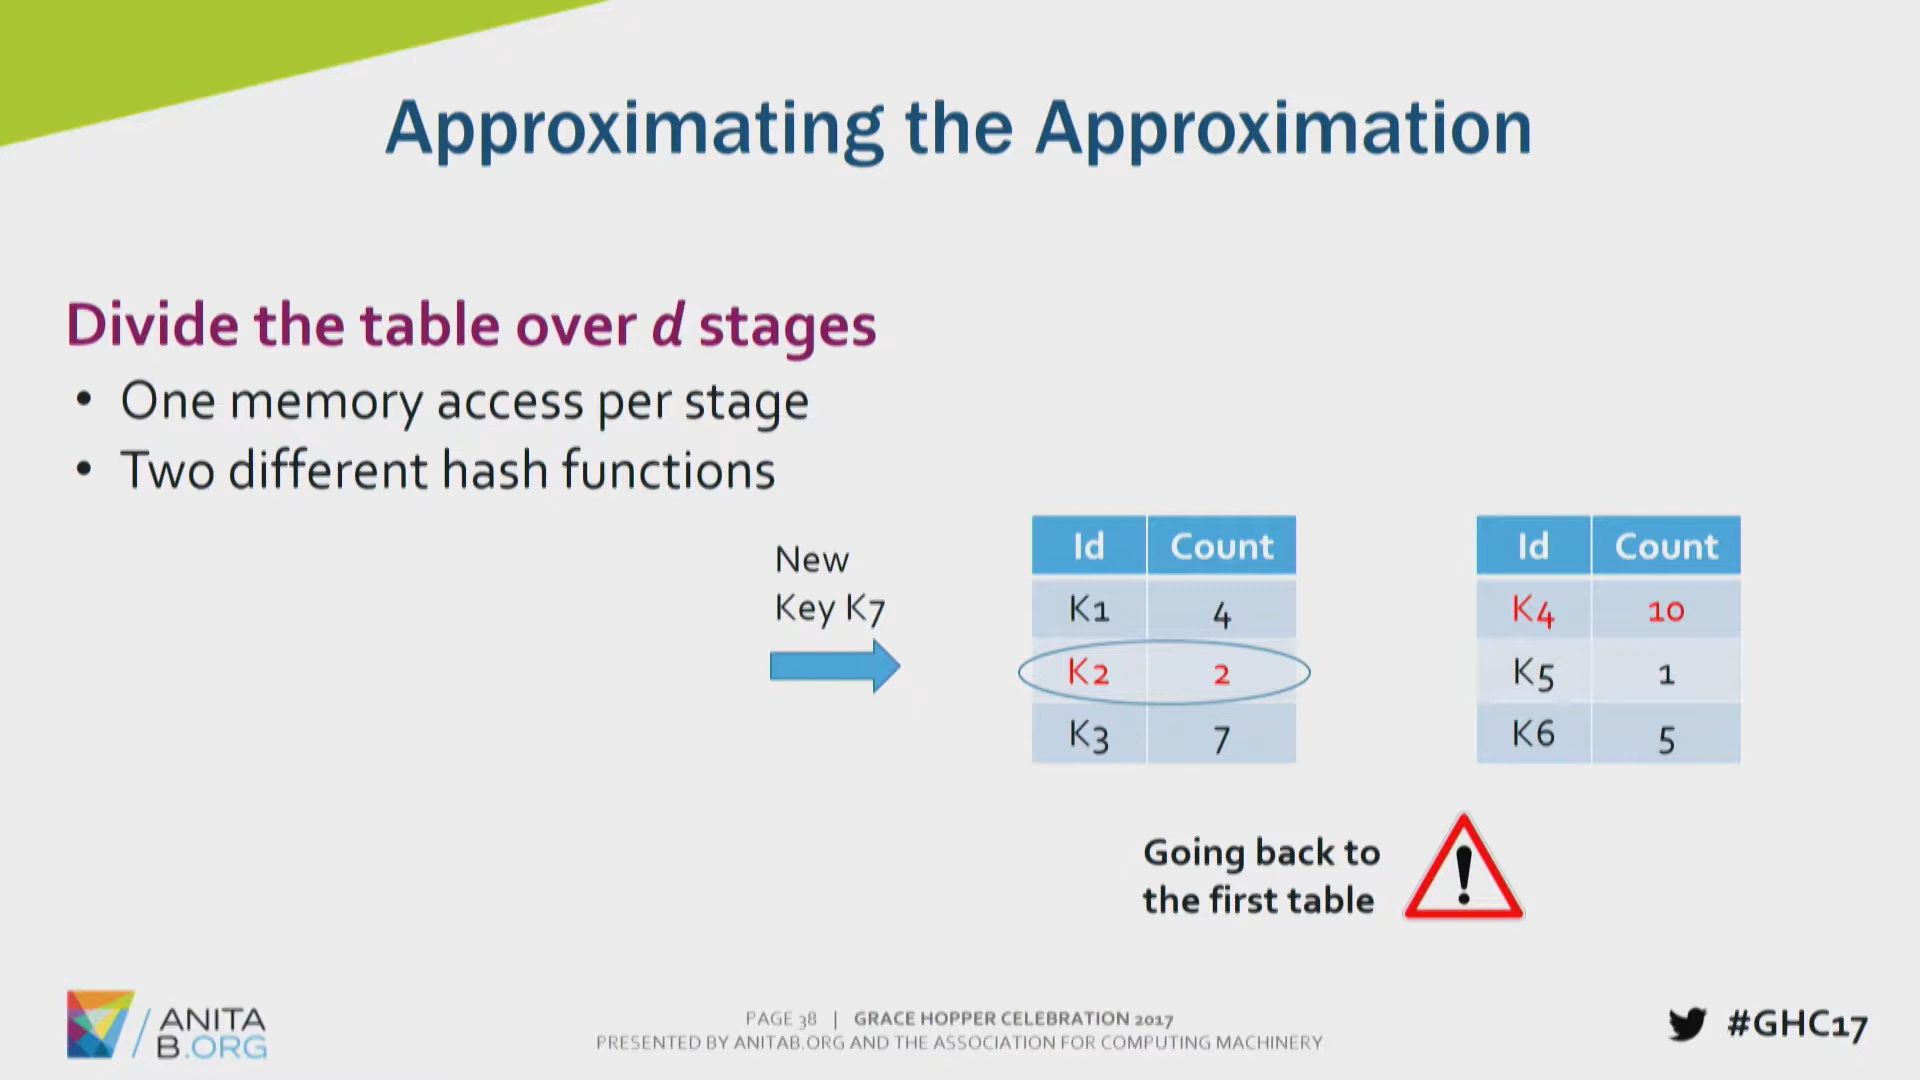 Approximating the Approximation
Divide the table over d stages
• One memory access per stage
• Two different hash functions
New
Key K7
Id Count
K1 4
K2 2
K3 7
Id Count
K4 10
K5 1
K6 5
Going back to
the first table
!
ANITA
B.ORG
PAGE 38 | GRACE HOPPER CELEBRATION 2017
PRESENTED BY ANITAB.ORG AND THE ASSOCIATION FOR COMPUTING MACHINERY
#GHC17